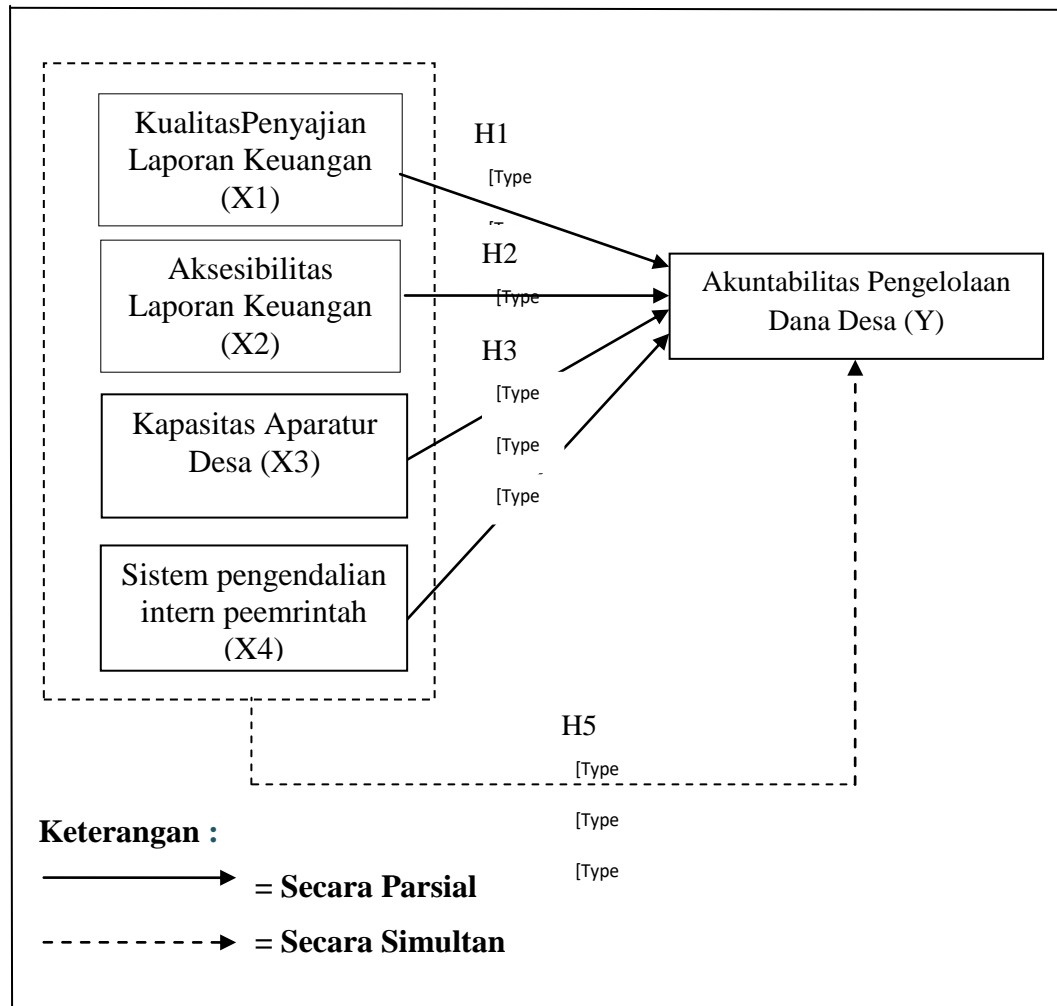 KualitasPenyajian
Laporan Keuangan
(X1)
H1
[Type
Aksesibilitas
Laporan Keuangan
(X2)
H2
[Type
Akuntabilitas Pengelolaan
Dana Desa (Y)
H3
[Type
[Type
[Type
Kapasitas Aparatur
Desa (X3)
Sistem pengendalian
intern peemrintah
(X4)
H5
[Type
[Type
[Type
Keterangan :
= Secara Parsial
= Secara Simultan